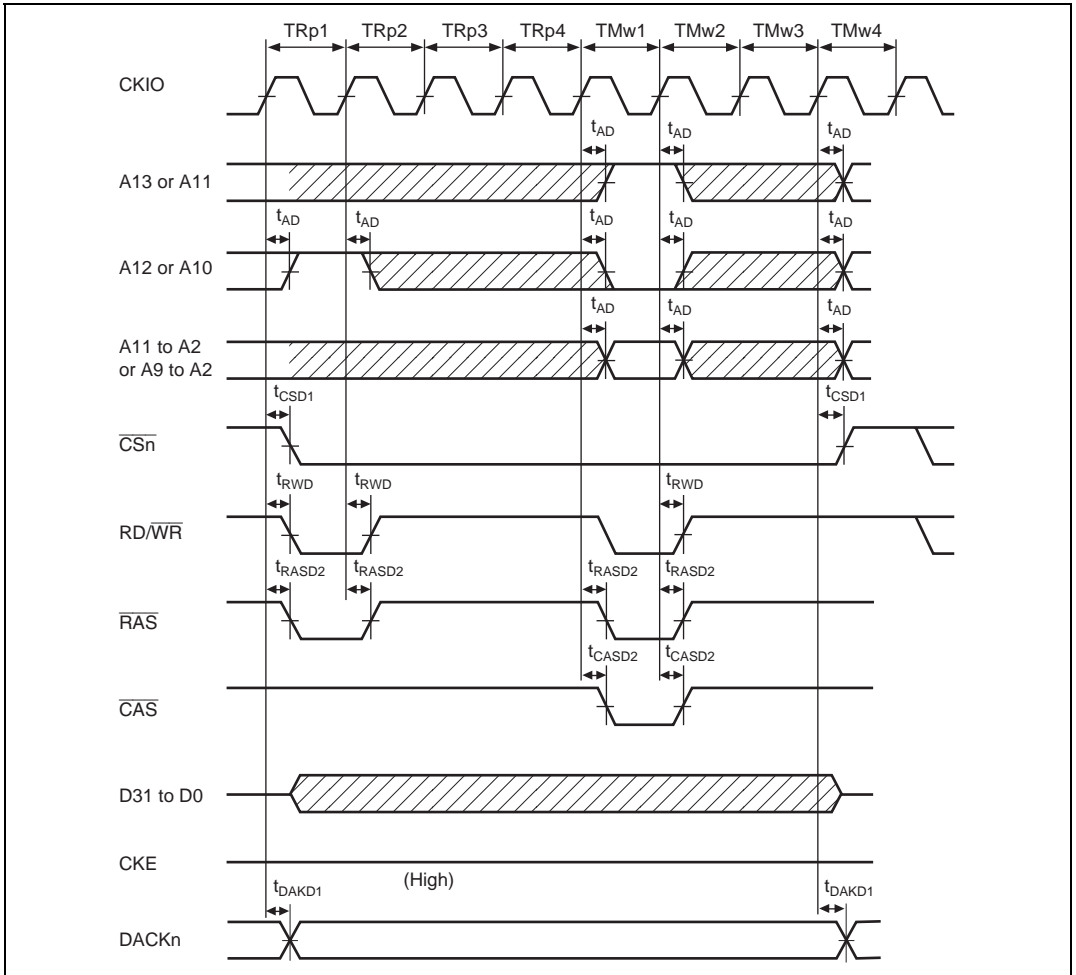 TRp1 TRp2 TRp3 TRp4 TMw1 TMw2 TMw3 TMw4
CKIO
tAD tAD tAD
A13 or A11
tAD tAD tAD tAD tAD
A12 or A10
tAD tAD tAD
A11 to A2
or A9 to A2
tCSD1 tCSD1
CSn
tRWD tRWD tRWD
RD/WR
tRASD2 tRASD2 tRASD2 tRASD2
RAS
tCASD2 tCASD2
CAS
D31 to D0
CKE
(High)
tDAKD1 tDAKD1
DACKn